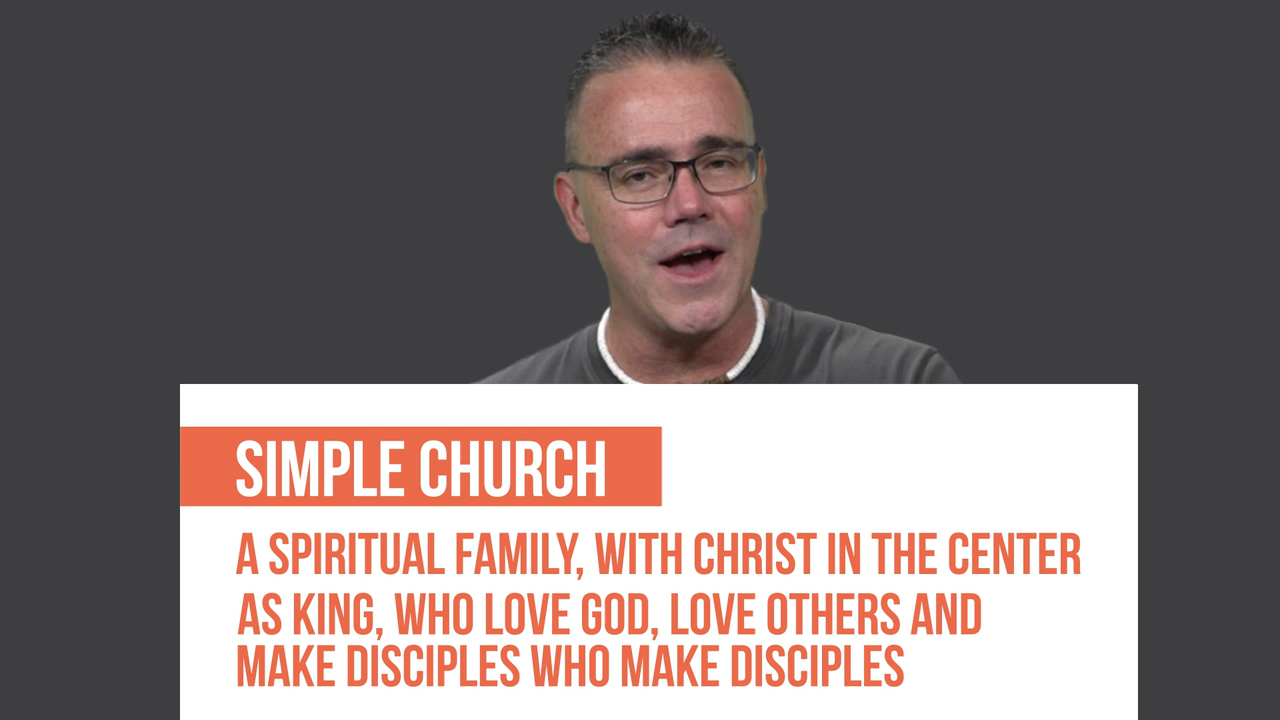 SIMPLE CHURCH
A SPIRITUAL FAMILY, WITH CHRIST IN THE CENTER
AS KING, WHO LOVE GOD, LOVE OTHERS AND
MAKE DISCIPLES WHO MAKE DISCIPLES